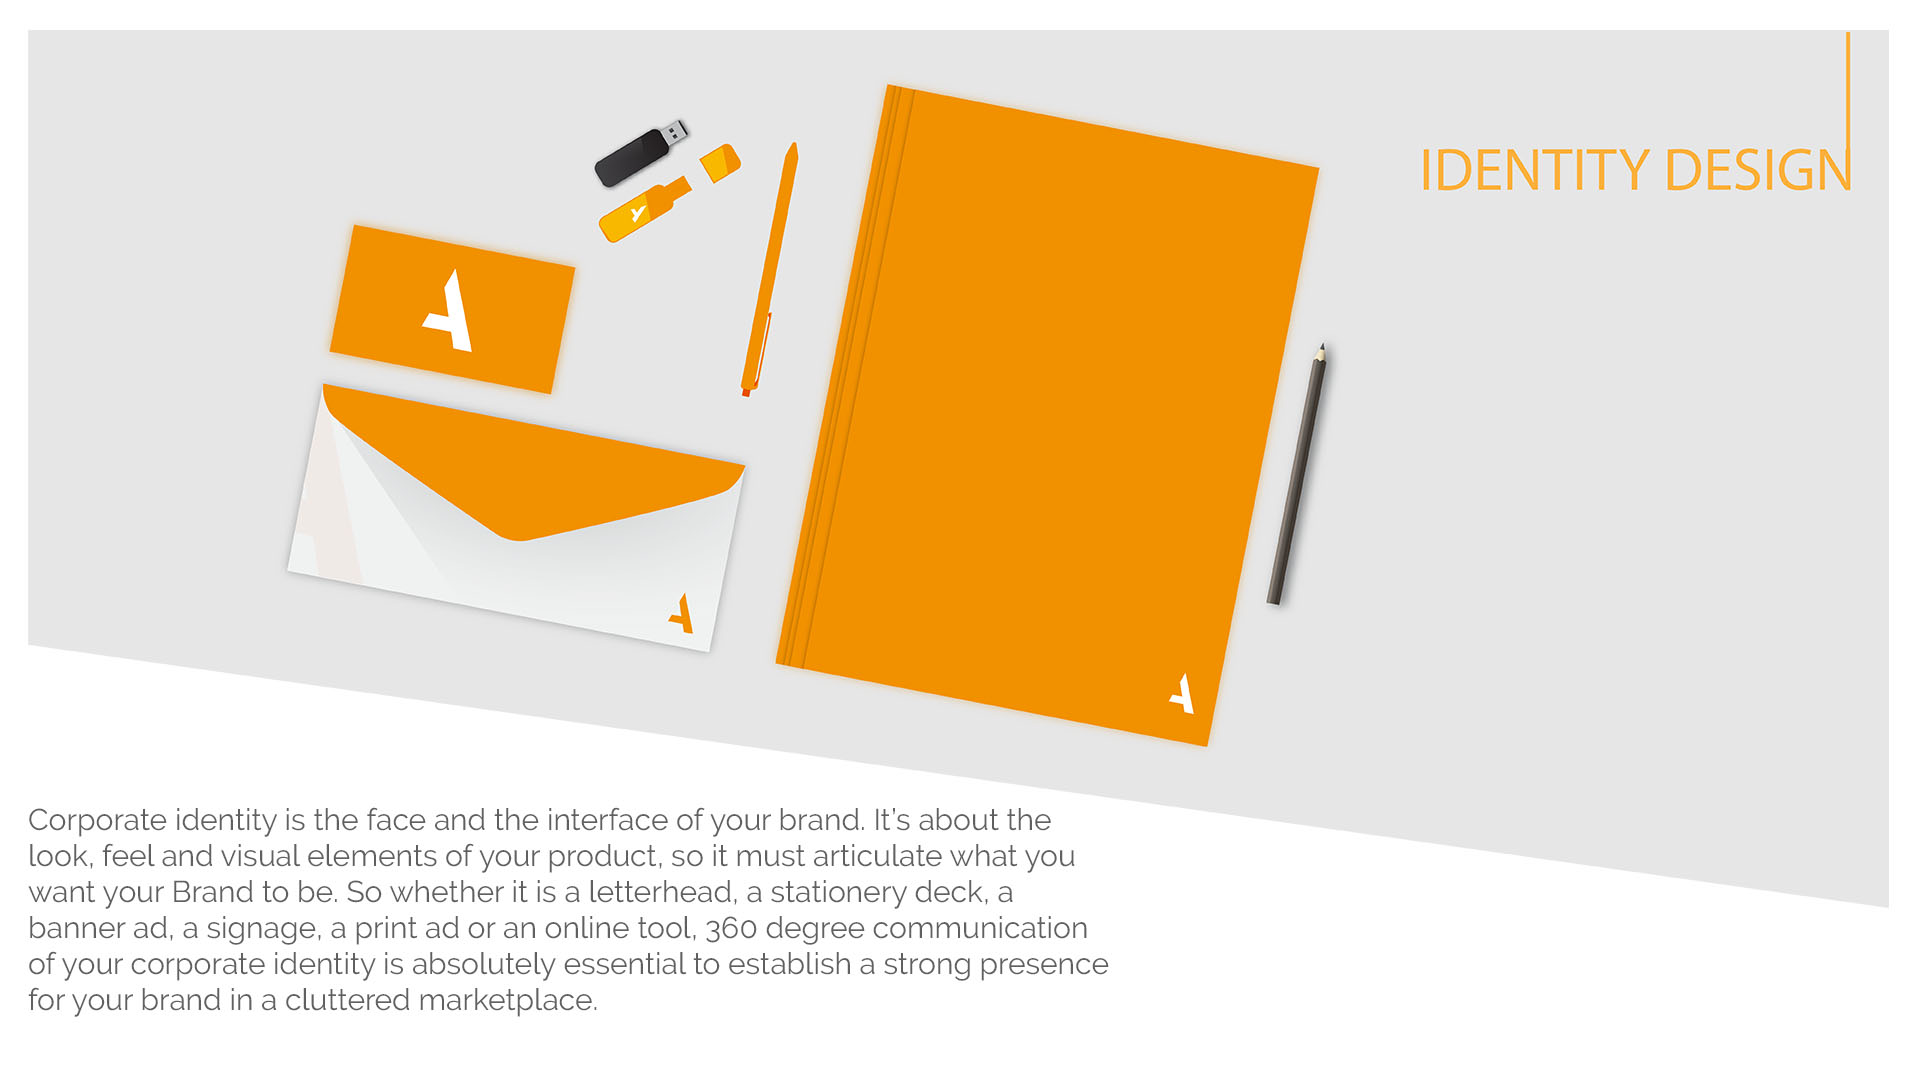 IDENTITY DESIGN
Corporate identity is the face and the interface of your brand. It’s about the
look, feel and visual elements of your product, so it must articulate what you
want your Brand to be. So whether it is a letterhead, a stationery deck, a
banner ad, a signage, a print ad or an online tool, 360 degree communication
of your corporate identity is absolutely essential to establish a strong presence
for your brand in a cluttered marketplace.